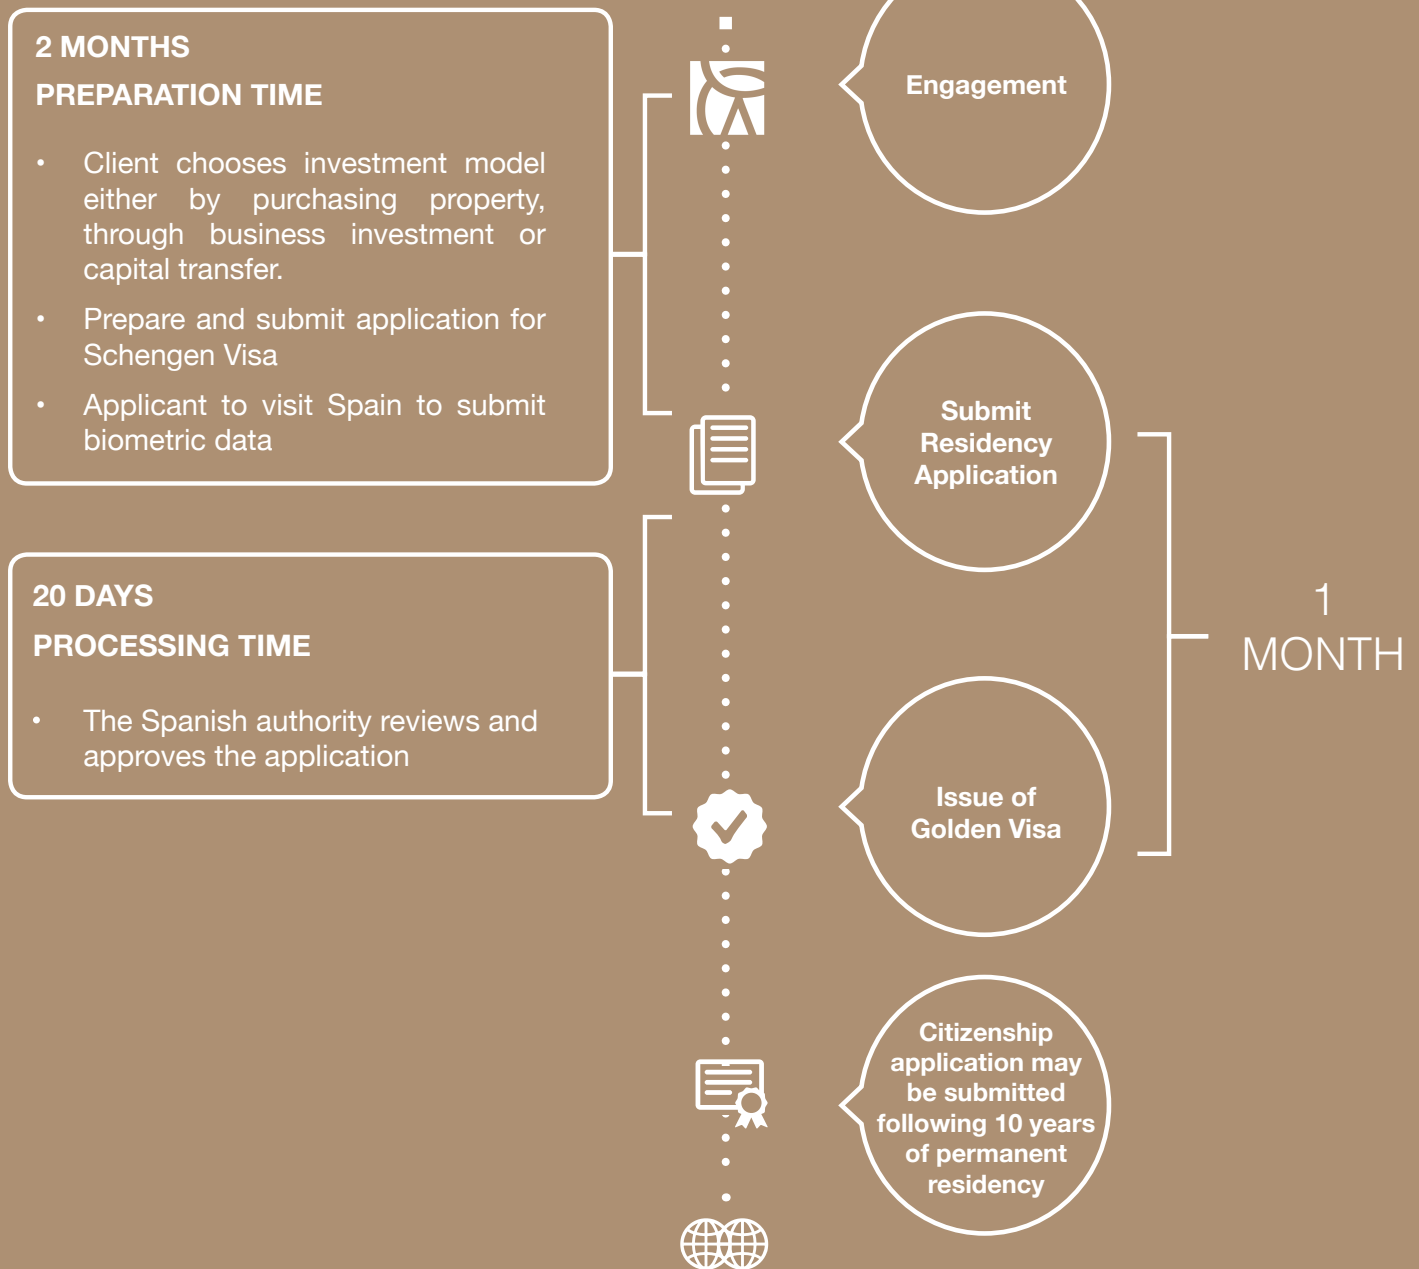 2 MONTHS
PREPARATION TIME
• Client chooses investment model
either by purchasing property,
through business investment or
capital transfer.
• Prepare and submit application for
Schengen Visa
• Applicant to visit Spain to submit
biometric data
Engagement
Submit
Residency
Application
20 DAYS
PROCESSING TIME
• The Spanish authority reviews and
approves the application
1
MONTH
Issue of
Golden Visa
Citizenship
application may
be submitted
following 10 years
of permanent
residency